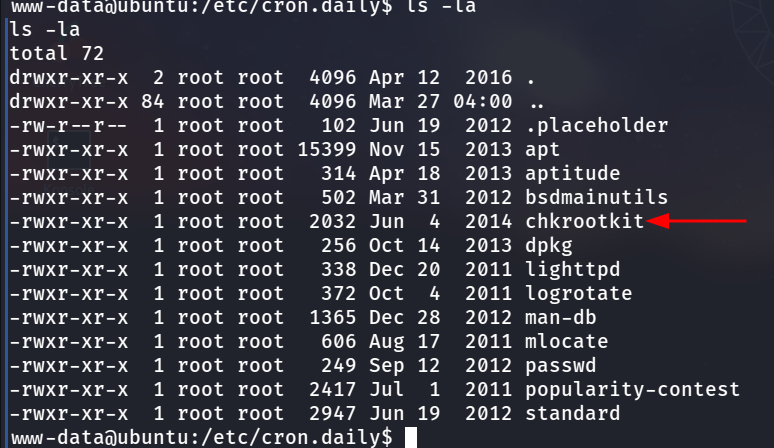 www-data@ubuntu:/etc/cron.daily$ ls -la
ls -la
total 72
drwxr-xr-x  2 root root  4096 Apr 12  2016 .
drwxr-xr-x 84 root root  4096 Mar 27 04:00 ..
-rw-r--r--  1 root root   102 Jun 19  2012 .placeholder
-rwxr-xr-x  1 root root 15399 Nov 15  2013 apt
-rwxr-xr-x  1 root root   314 Apr 18  2013 aptitude
-rwxr-xr-x  1 root root   502 Mar 31  2012 bsdmainutils
-rwxr-xr-x  1 root root  2032 Jun  4  2014 chkrootkit
-rwxr-xr-x  1 root root   256 Oct 14  2013 dpkg
-rwxr-xr-x  1 root root   338 Dec 20  2011 lighttpd
-rwxr-xr-x  1 root root   372 Oct  4  2011 logrotate
-rwxr-xr-x  1 root root  1365 Dec 28  2012 man-db
-rwxr-xr-x  1 root root   606 Aug 17  2011 mlocate
-rwxr-xr-x  1 root root   249 Sep 12  2012 passwd
-rwxr-xr-x  1 root root  2417 Jul  1  2011 popularity-contest
-rwxr-xr-x  1 root root  2947 Jun 19  2012 standard
www-data@ubuntu:/etc/cron.daily$